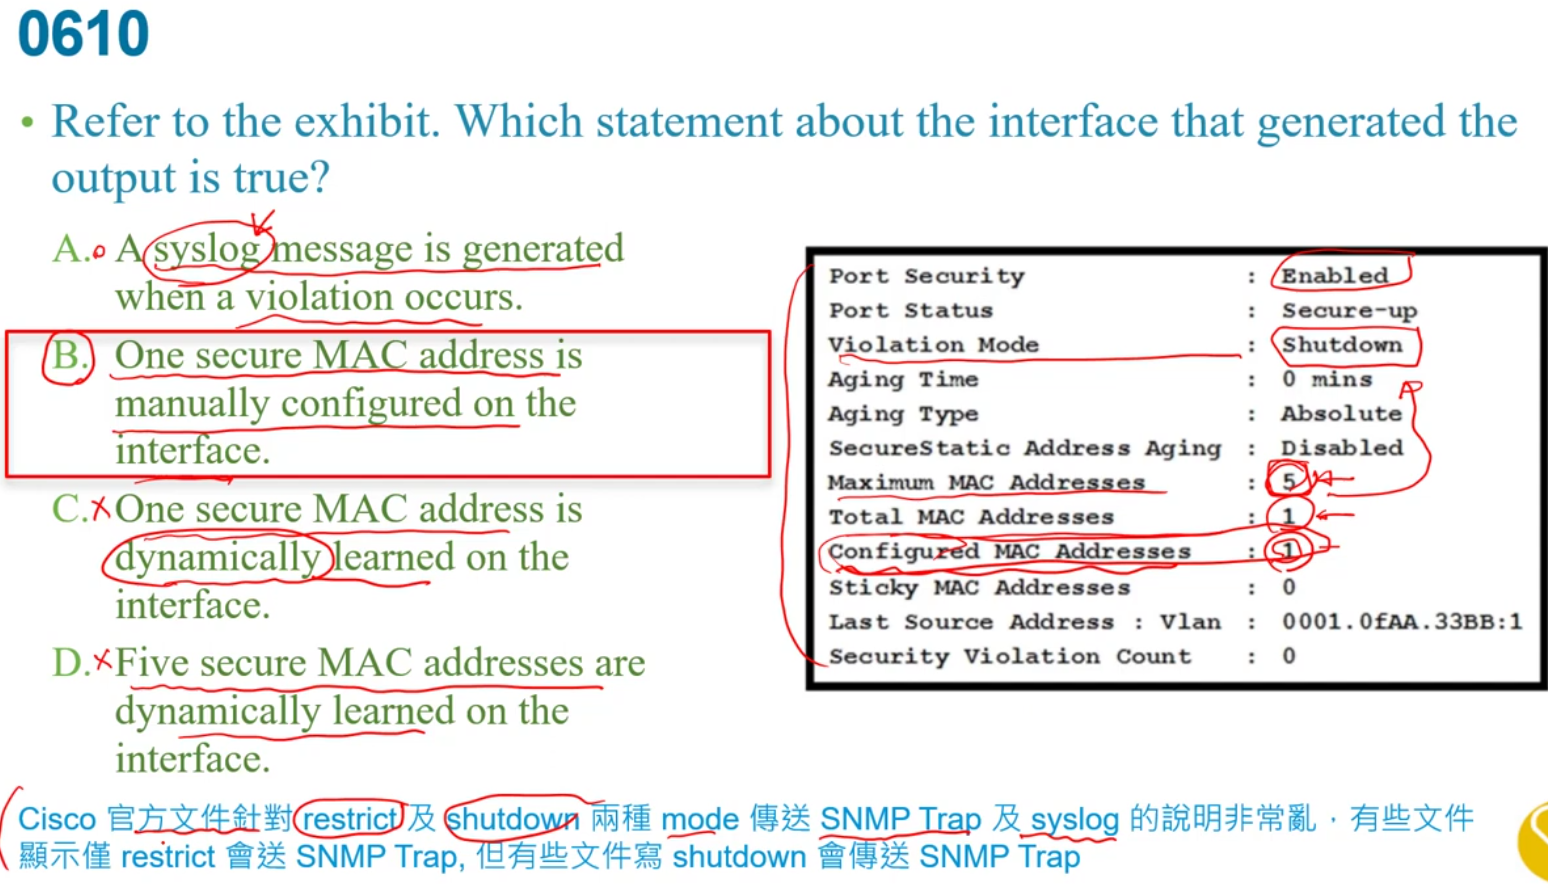 0610
• Refer to the exhibit. Which statement about the interface that generated the
output is true?
A. A syslog message is generated
when a violation occurs.
B. One secure MAC address is
manually configured on the
interface.
C. One secure MAC address is
dynamically learned on the
interface.
D. Five secure MAC addresses are
dynamically learned on the
interface.
Port Security : Enabled
Port Status : Secure-up
Violation Mode : Shutdown
Aging Time : 0 mins
Aging Type : Absolute
SecureStatic Address Aging : Disabled
Maximum MAC Addresses : 5
Total MAC Addresses : 1
Configured MAC Addresses : 1
Sticky MAC Addresses : 0
Last Source Address : Vlan : 0001.0fAA.33BB:1
Security Violation Count : 0
Cisco 官方文件針對 restrict 及 shutdown 兩種 mode 傳送 SNMP Trap 及 syslog 的說明非常亂，有些文件
顯示僅 restrict 會送 SNMP Trap, 但有些文件寫 shutdown 會傳送 SNMP Trap